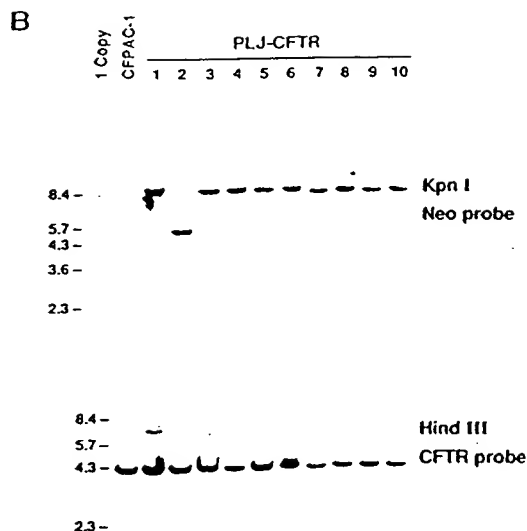 B
1 Copy
CFPAC-1
PLJ-CFTR
1 2 3 4 5 6 7 8 9 10
8.4 –
5.7 –
4.3 –
3.6 –
2.3 –
Kpn I
Neo probe
8.4 –
5.7 –
4.3 –
2.3 –
Hind III
CFTR probe